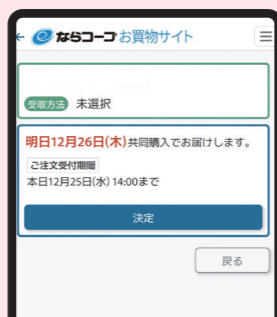 ならコープ お買物サイト
受取方法 未選択
明日12月26日(木)共同購入でお届けします。
ご注文受付期間
本日12月25日(水)14:00まで
決定
戻る